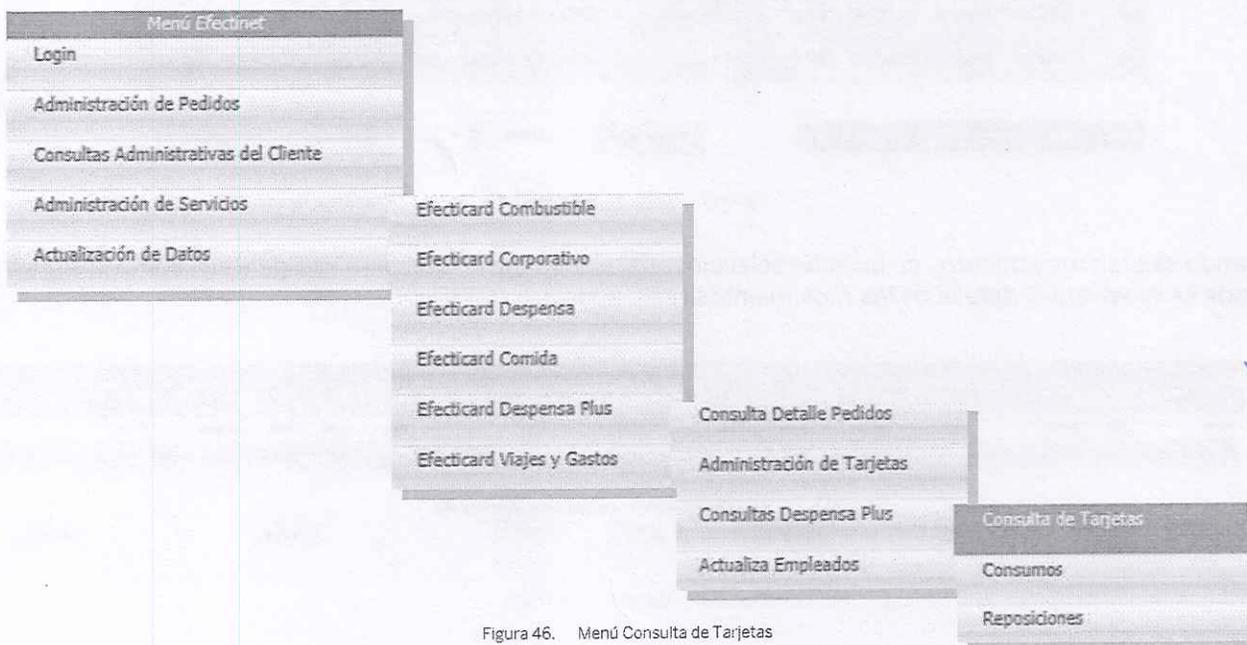 Menú Efectinet
Login
Administración de Pedidos
Consultas Administrativas del Cliente
Administración de Servicios
Actualización de Datos
Efecticard Combustible
Efecticard Corporativo
Efecticard Despensa
Efecticard Comida
Efecticard Despensa Plus
Efecticard Viajes y Gastos
Consulta Detalle Pedidos
Administración de Tarjetas
Consultas Despensa Plus
Actualiza Empleados
Consulta de Tarjetas
Consumos
Reposiciones
Figura 46. Menú Consulta de Tarjetas